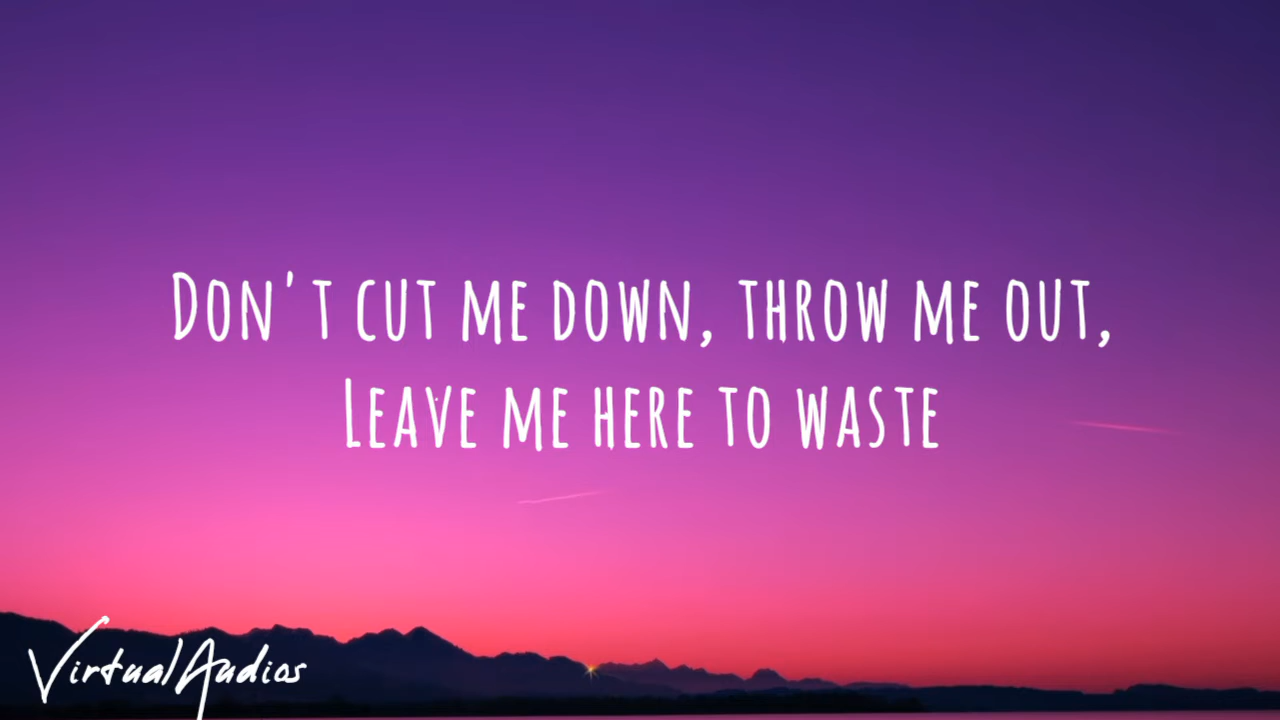 Don't cut me down, throw me out,
Leave me here to waste
VirtualAudios